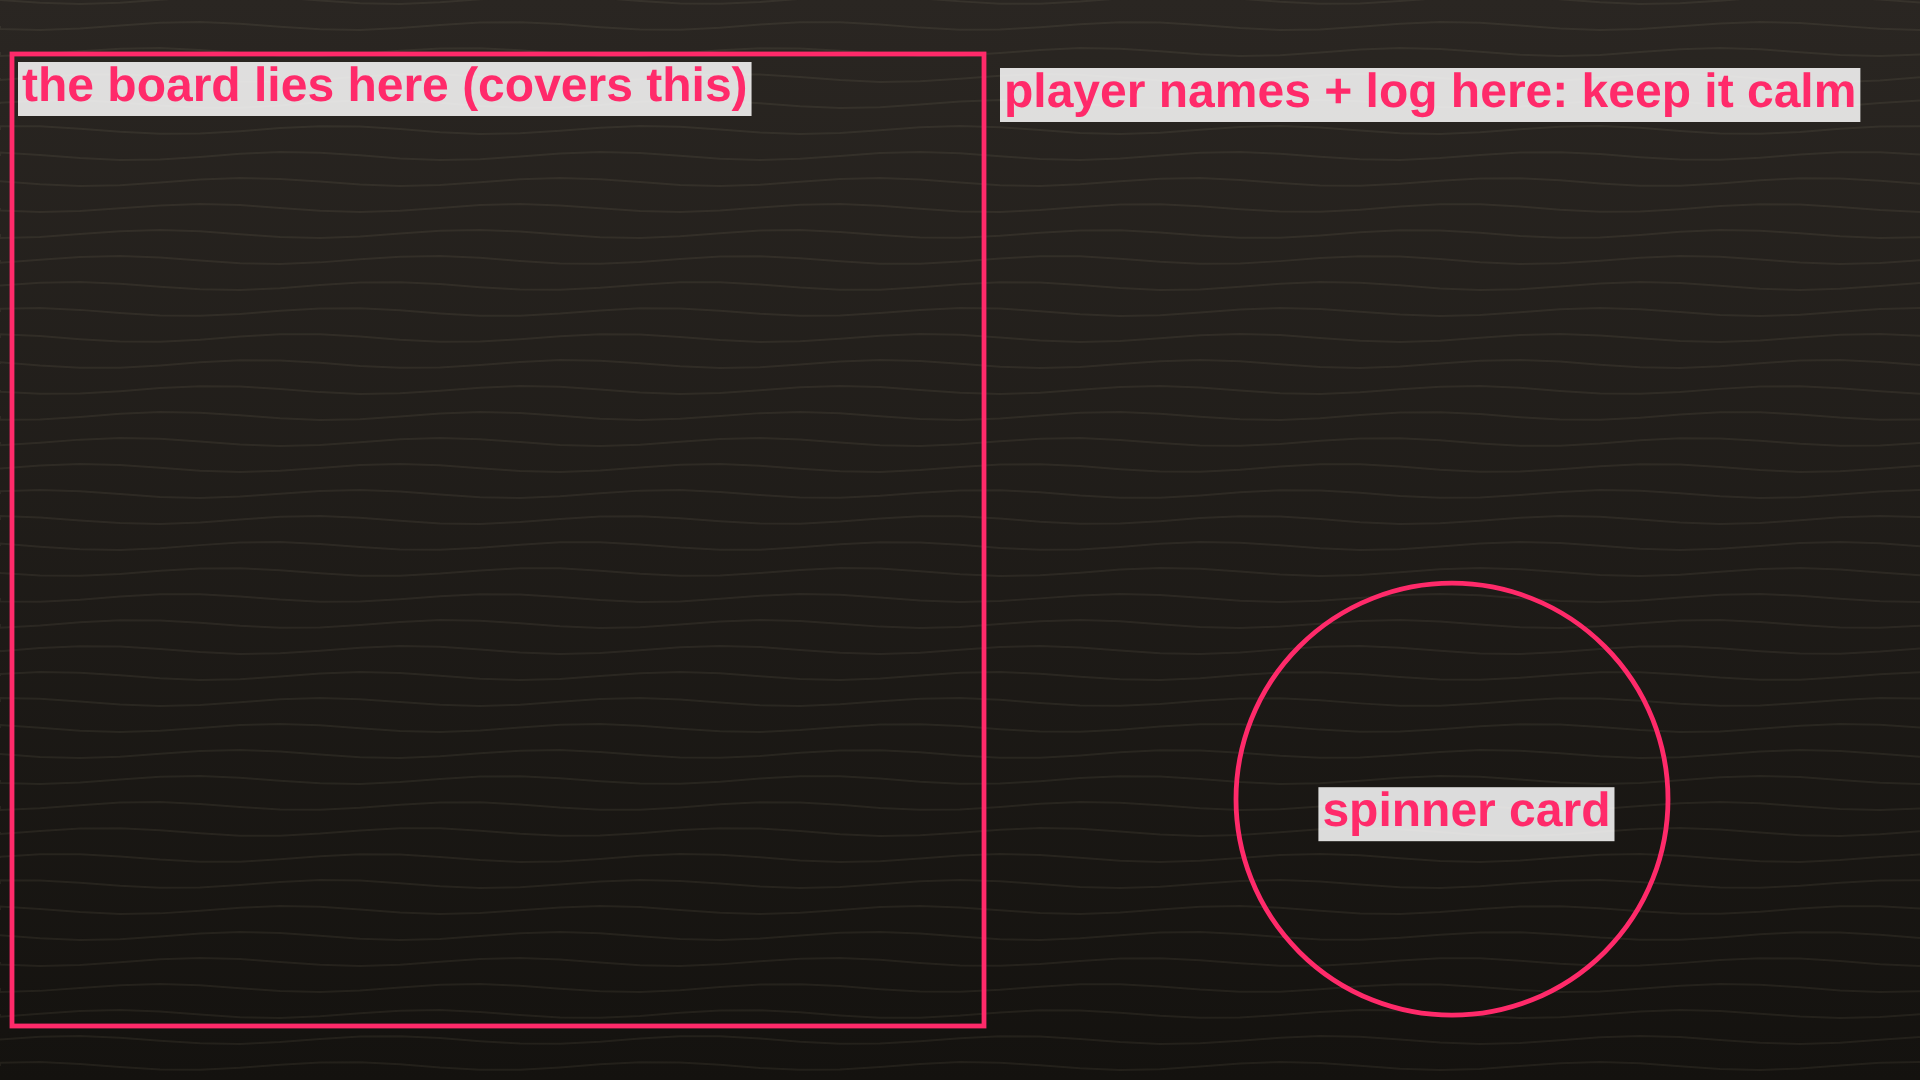 the board lies here (covers this)
player names + log here: keep it calm
spinner card